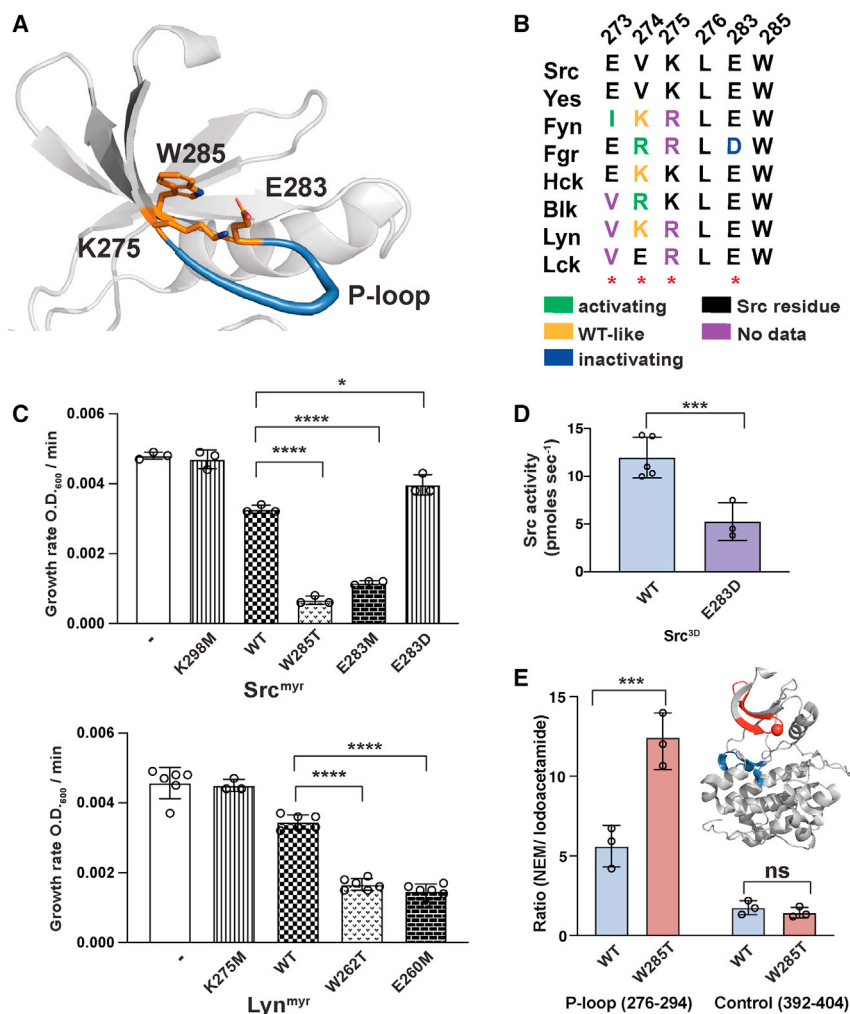 A
W285
E283
K275
P-loop
B
273 274 275 276 283 285
Src E V K L E W
Yes E V K L E W
Fyn I K R L E W
Fgr E R R L D W
Hck E K K L E W
Blk V R K L E W
Lyn V K R L E W
Lck V E R L E W
* * * *
activating
Src residue
WT-like
No data
inactivating
C
Growth rate O.D.₆₀₀ / min
0.006
0.004
0.002
0.000
*
****
****
- K298M WT W285T E283M E283D
Src^myr
Growth rate O.D.₆₀₀ / min
0.006
0.004
0.002
0.000
****
****
- K275M WT W262T E260M
Lyn^myr
D
Src activity
(pmoles sec⁻¹)
15
10
5
0
***
WT E283D
Src³ᴰ
E
Ratio (NEM/ Iodoacetamide)
15
10
5
0
***
ns
WT W285T WT W285T
P-loop (276-294) Control (392-404)